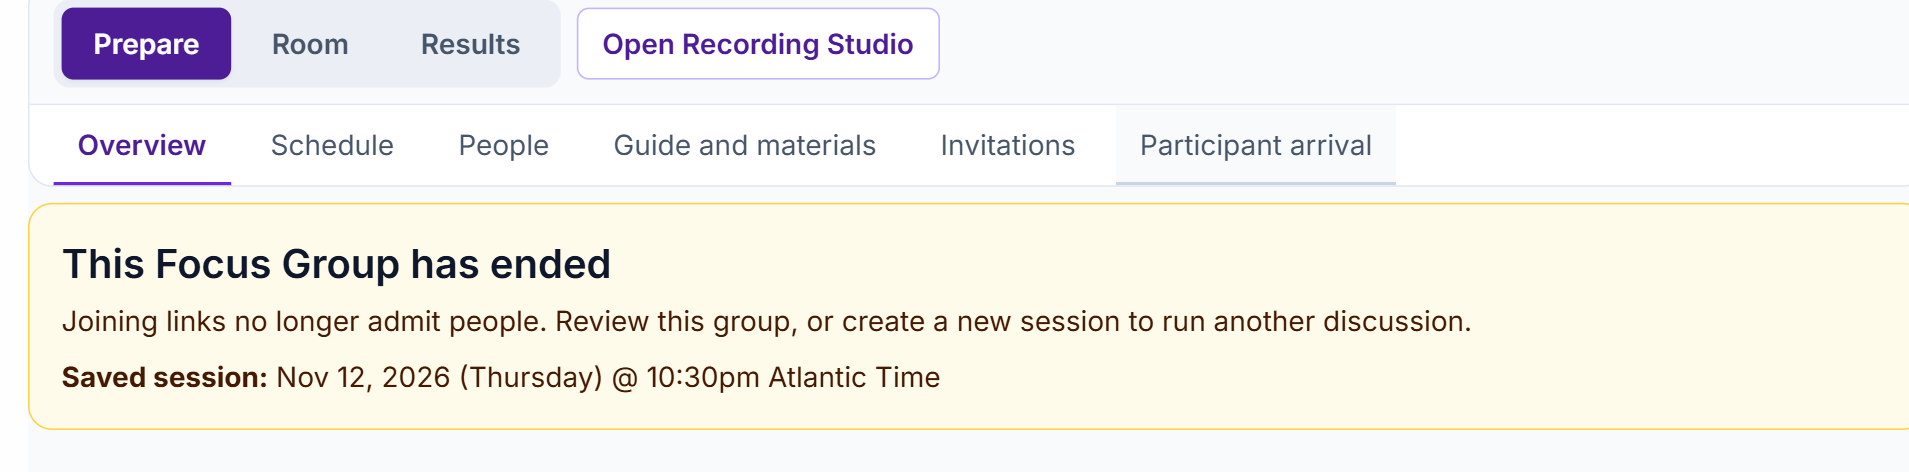 Prepare Room Results Open Recording Studio
Overview Schedule People Guide and materials Invitations Participant arrival
This Focus Group has ended
Joining links no longer admit people. Review this group, or create a new session to run another discussion.
Saved session: Nov 12, 2026 (Thursday) @ 10:30pm Atlantic Time